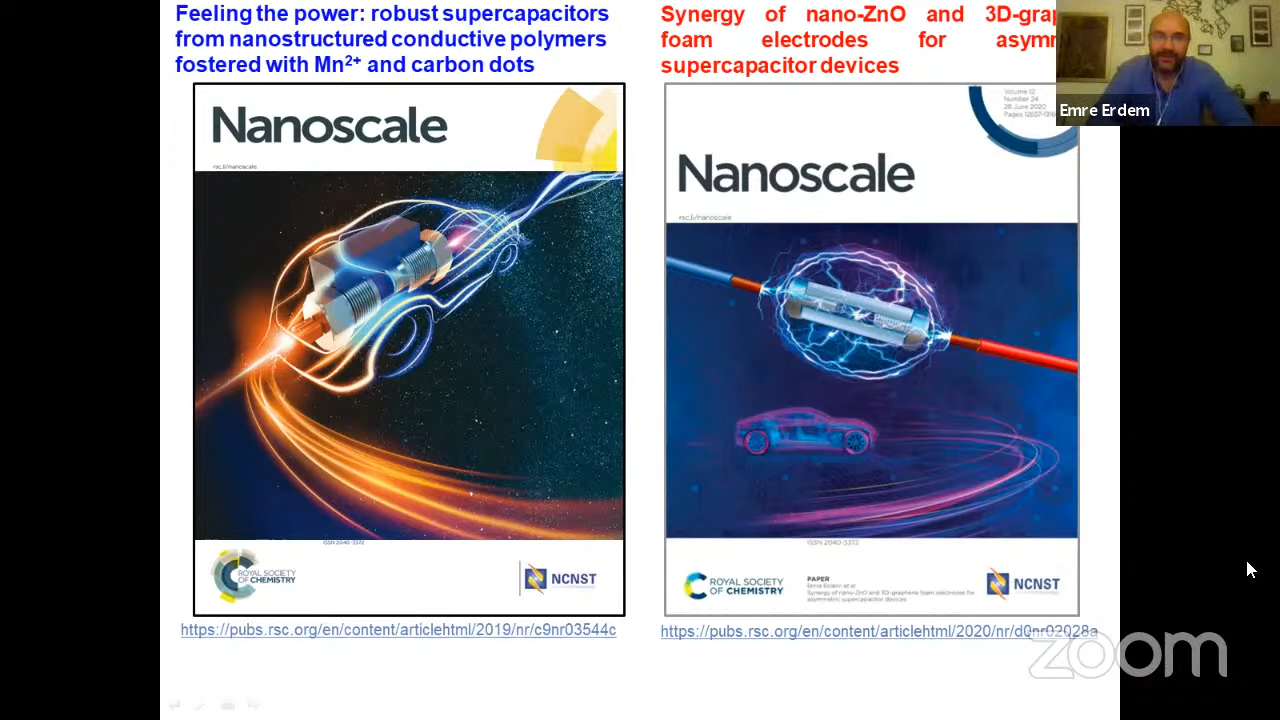 Feeling the power: robust supercapacitors
from nanostructured conductive polymers
fostered with Mn²⁺ and carbon dots
Synergy of nano-ZnO and 3D-grap
foam electrodes for asymm
supercapacitor devices
Emre Erdem
Nanoscale
rsc.li/nanoscale
ISSN 2040-3372
ROYAL SOCIETY
OF CHEMISTRY
NCNST
https://pubs.rsc.org/en/content/articlehtml/2019/nr/c9nr03544c
Volume 12
Number 24
28 June 2020
Nanoscale
rsc.li/nanoscale
ISSN 2040-3372
ROYAL SOCIETY
OF CHEMISTRY
PAPER
Emre Erdem et al.
Synergy of nano-ZnO and 3D-graphene foam electrodes for
asymmetric supercapacitor devices
NCNST
https://pubs.rsc.org/en/content/articlehtml/2020/nr/d0nr02028a
zoom